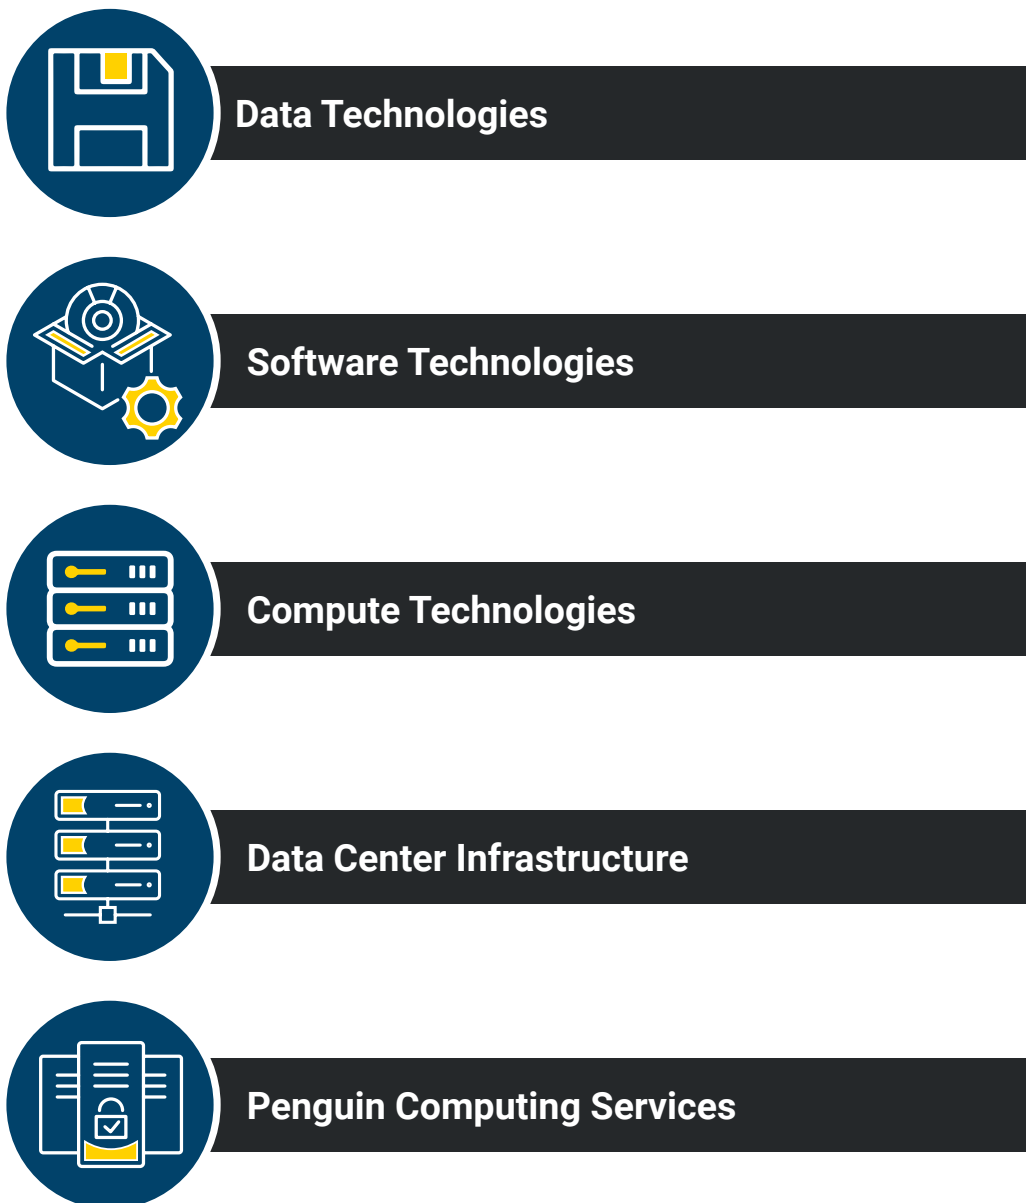 Data Technologies
Software Technologies
Compute Technologies
Data Center Infrastructure
Penguin Computing Services